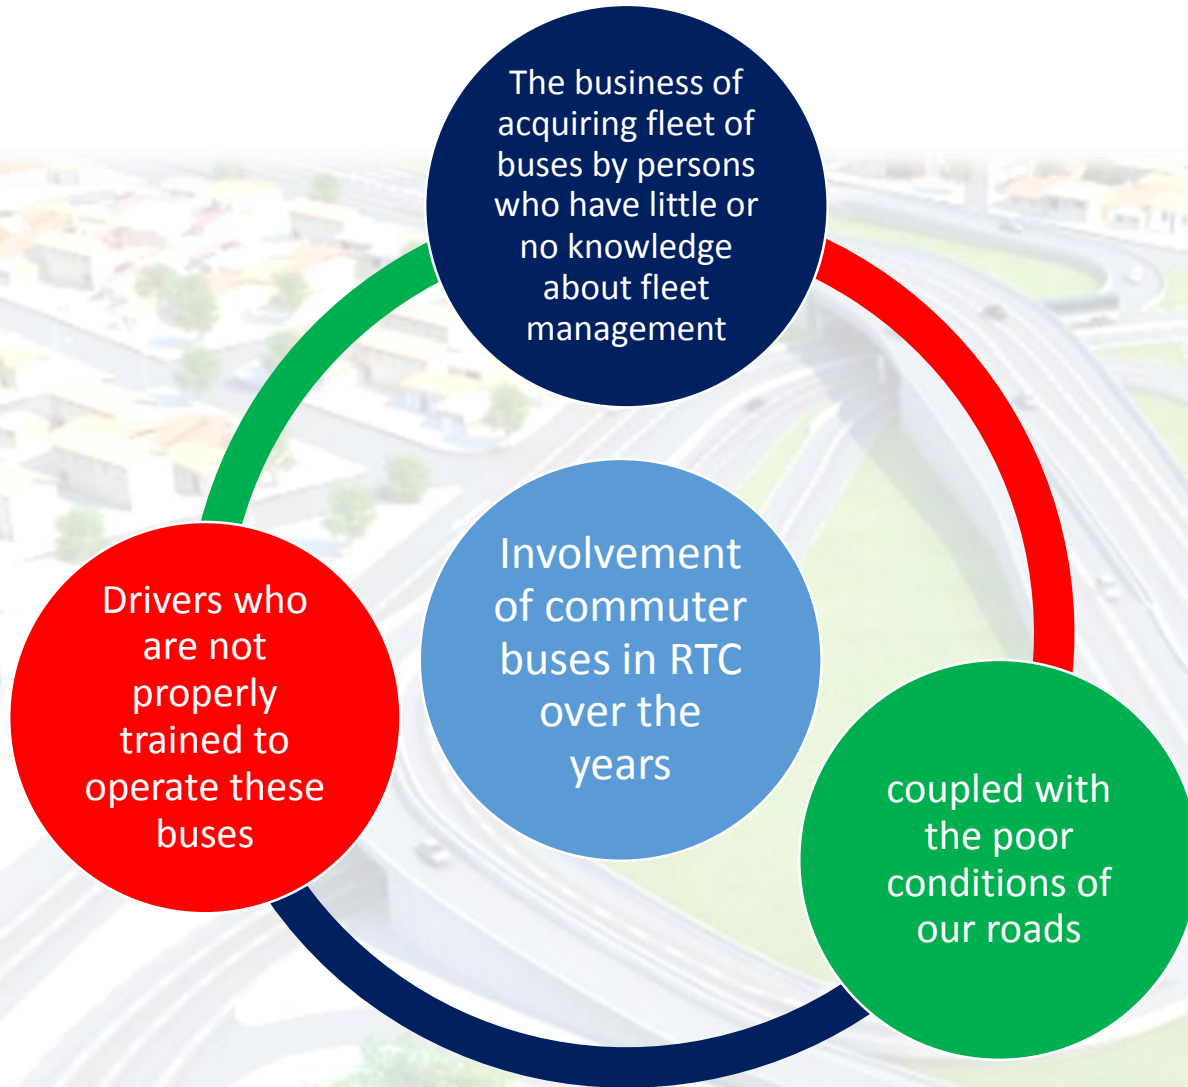 The business of
acquiring fleet of
buses by persons
who have little or
no knowledge
about fleet
management
Involvement
of commuter
buses in RTC
over the
years
Drivers who
are not
properly
trained to
operate these
buses
coupled with
the poor
conditions of
our roads